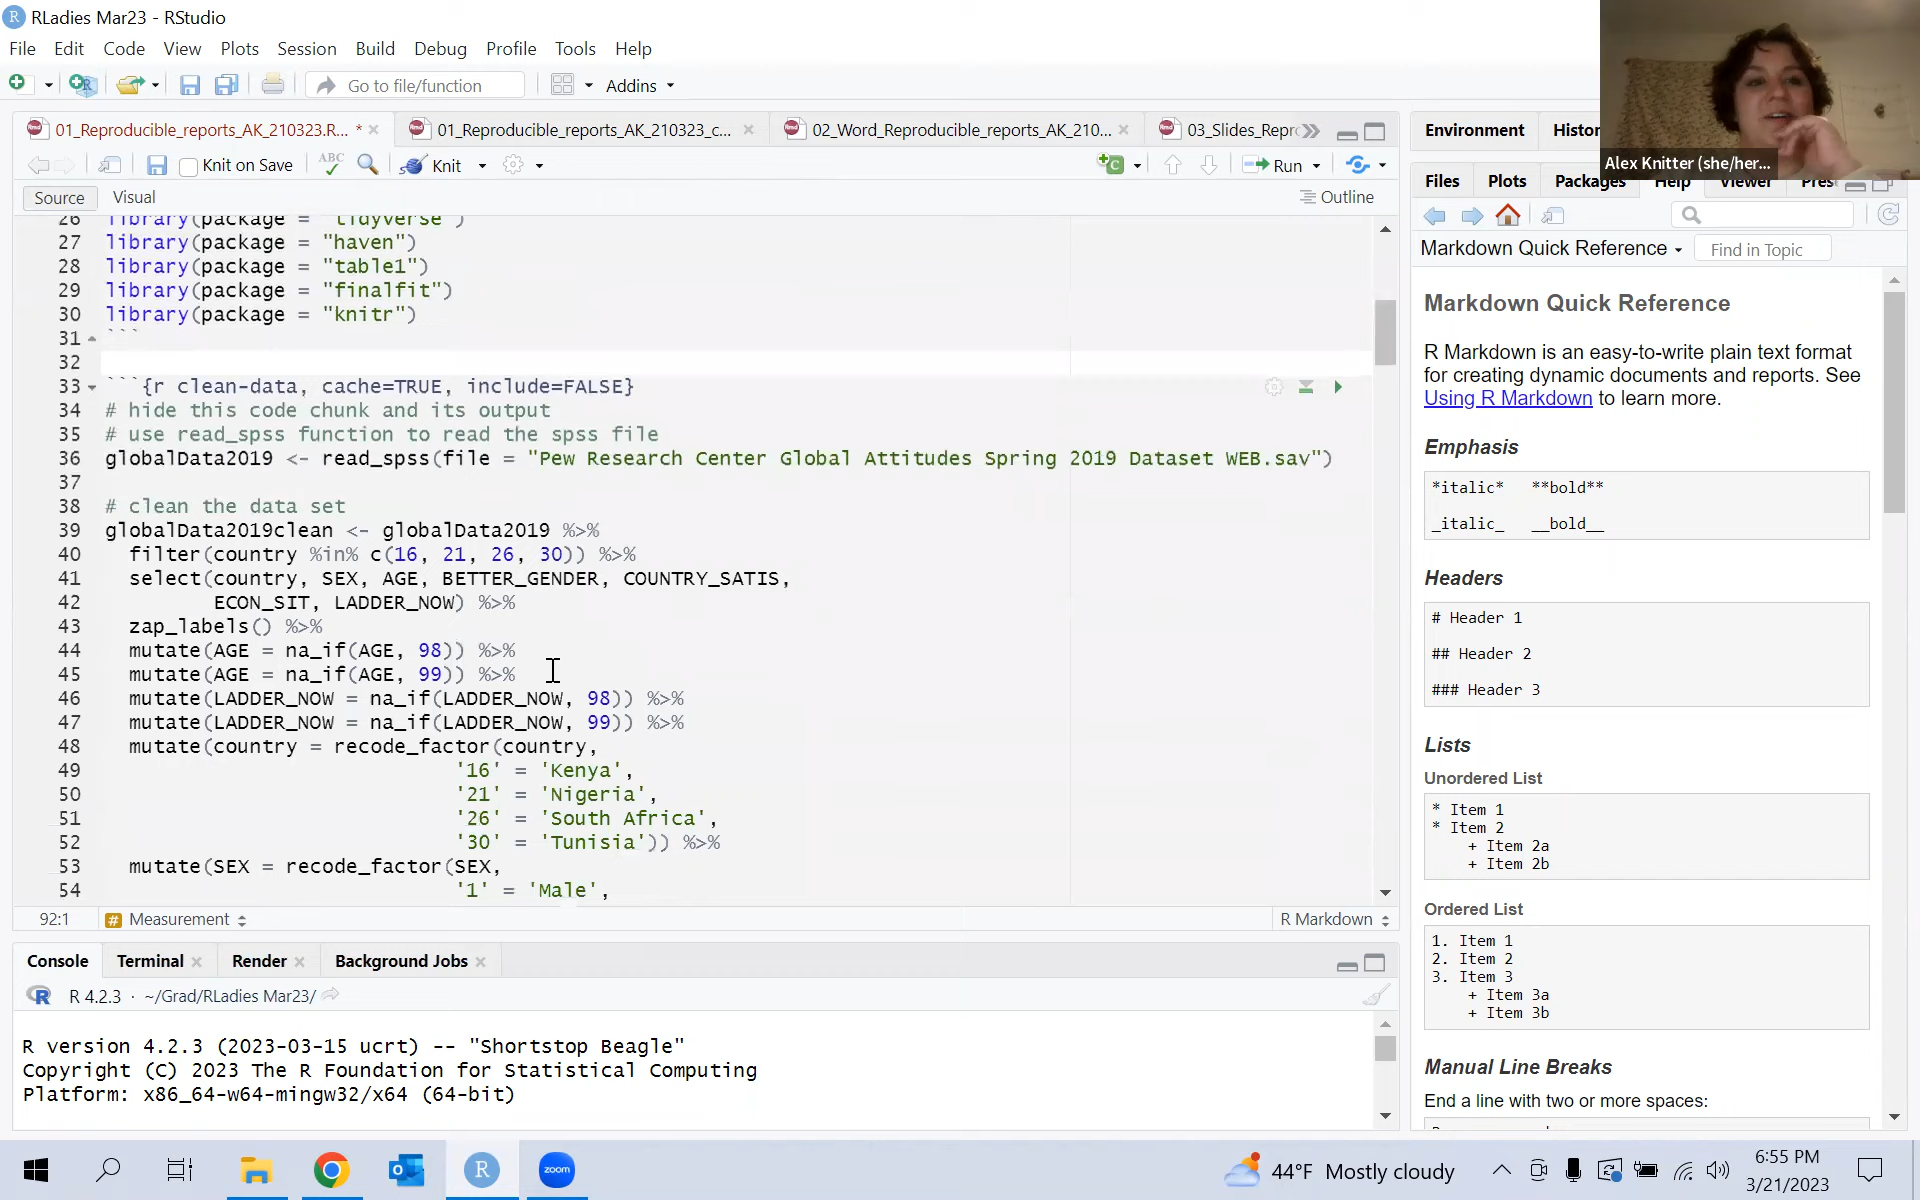 RLadies Mar23 - RStudio
File Edit Code View Plots Session Build Debug Profile Tools Help
Go to file/function Addins
01_Reproducible_reports_AK_210323.R... * 01_Reproducible_reports_AK_210323_c... 02_Word_Reproducible_reports_AK_210... 03_Slides_Repr
Knit on Save ABC Knit Run
Source Visual Outline
26 library(package = "tidyverse")
27 library(package = "haven")
28 library(package = "table1")
29 library(package = "finalfit")
30 library(package = "knitr")
31 ```
32
33 ```{r clean-data, cache=TRUE, include=FALSE}
34 # hide this code chunk and its output
35 # use read_spss function to read the spss file
36 globalData2019 <- read_spss(file = "Pew Research Center Global Attitudes Spring 2019 Dataset WEB.sav")
37
38 # clean the data set
39 globalData2019clean <- globalData2019 %>%
40 filter(country %in% c(16, 21, 26, 30)) %>%
41 select(country, SEX, AGE, BETTER_GENDER, COUNTRY_SATIS,
42 ECON_SIT, LADDER_NOW) %>%
43 zap_labels() %>%
44 mutate(AGE = na_if(AGE, 98)) %>%
45 mutate(AGE = na_if(AGE, 99)) %>%
46 mutate(LADDER_NOW = na_if(LADDER_NOW, 98)) %>%
47 mutate(LADDER_NOW = na_if(LADDER_NOW, 99)) %>%
48 mutate(country = recode_factor(country,
49 '16' = 'Kenya',
50 '21' = 'Nigeria',
51 '26' = 'South Africa',
52 '30' = 'Tunisia')) %>%
53 mutate(SEX = recode_factor(SEX,
54 '1' = 'Male',
92:1 # Measurement R Markdown
Console Terminal Render Background Jobs
R 4.2.3 · ~/Grad/RLadies Mar23/
R version 4.2.3 (2023-03-15 ucrt) -- "Shortstop Beagle"
Copyright (C) 2023 The R Foundation for Statistical Computing
Platform: x86_64-w64-mingw32/x64 (64-bit)
Environment Histor
Alex Knitter (she/her...
Files Plots Packages Help Viewer Pres
Markdown Quick Reference Find in Topic
Markdown Quick Reference
R Markdown is an easy-to-write plain text format
for creating dynamic documents and reports. See
Using R Markdown to learn more.
Emphasis
*italic* **bold**
_italic_ __bold__
Headers
# Header 1
## Header 2
### Header 3
Lists
Unordered List
* Item 1
* Item 2
+ Item 2a
+ Item 2b
Ordered List
1. Item 1
2. Item 2
3. Item 3
+ Item 3a
+ Item 3b
Manual Line Breaks
End a line with two or more spaces:
zoom
44°F Mostly cloudy
6:55 PM
3/21/2023